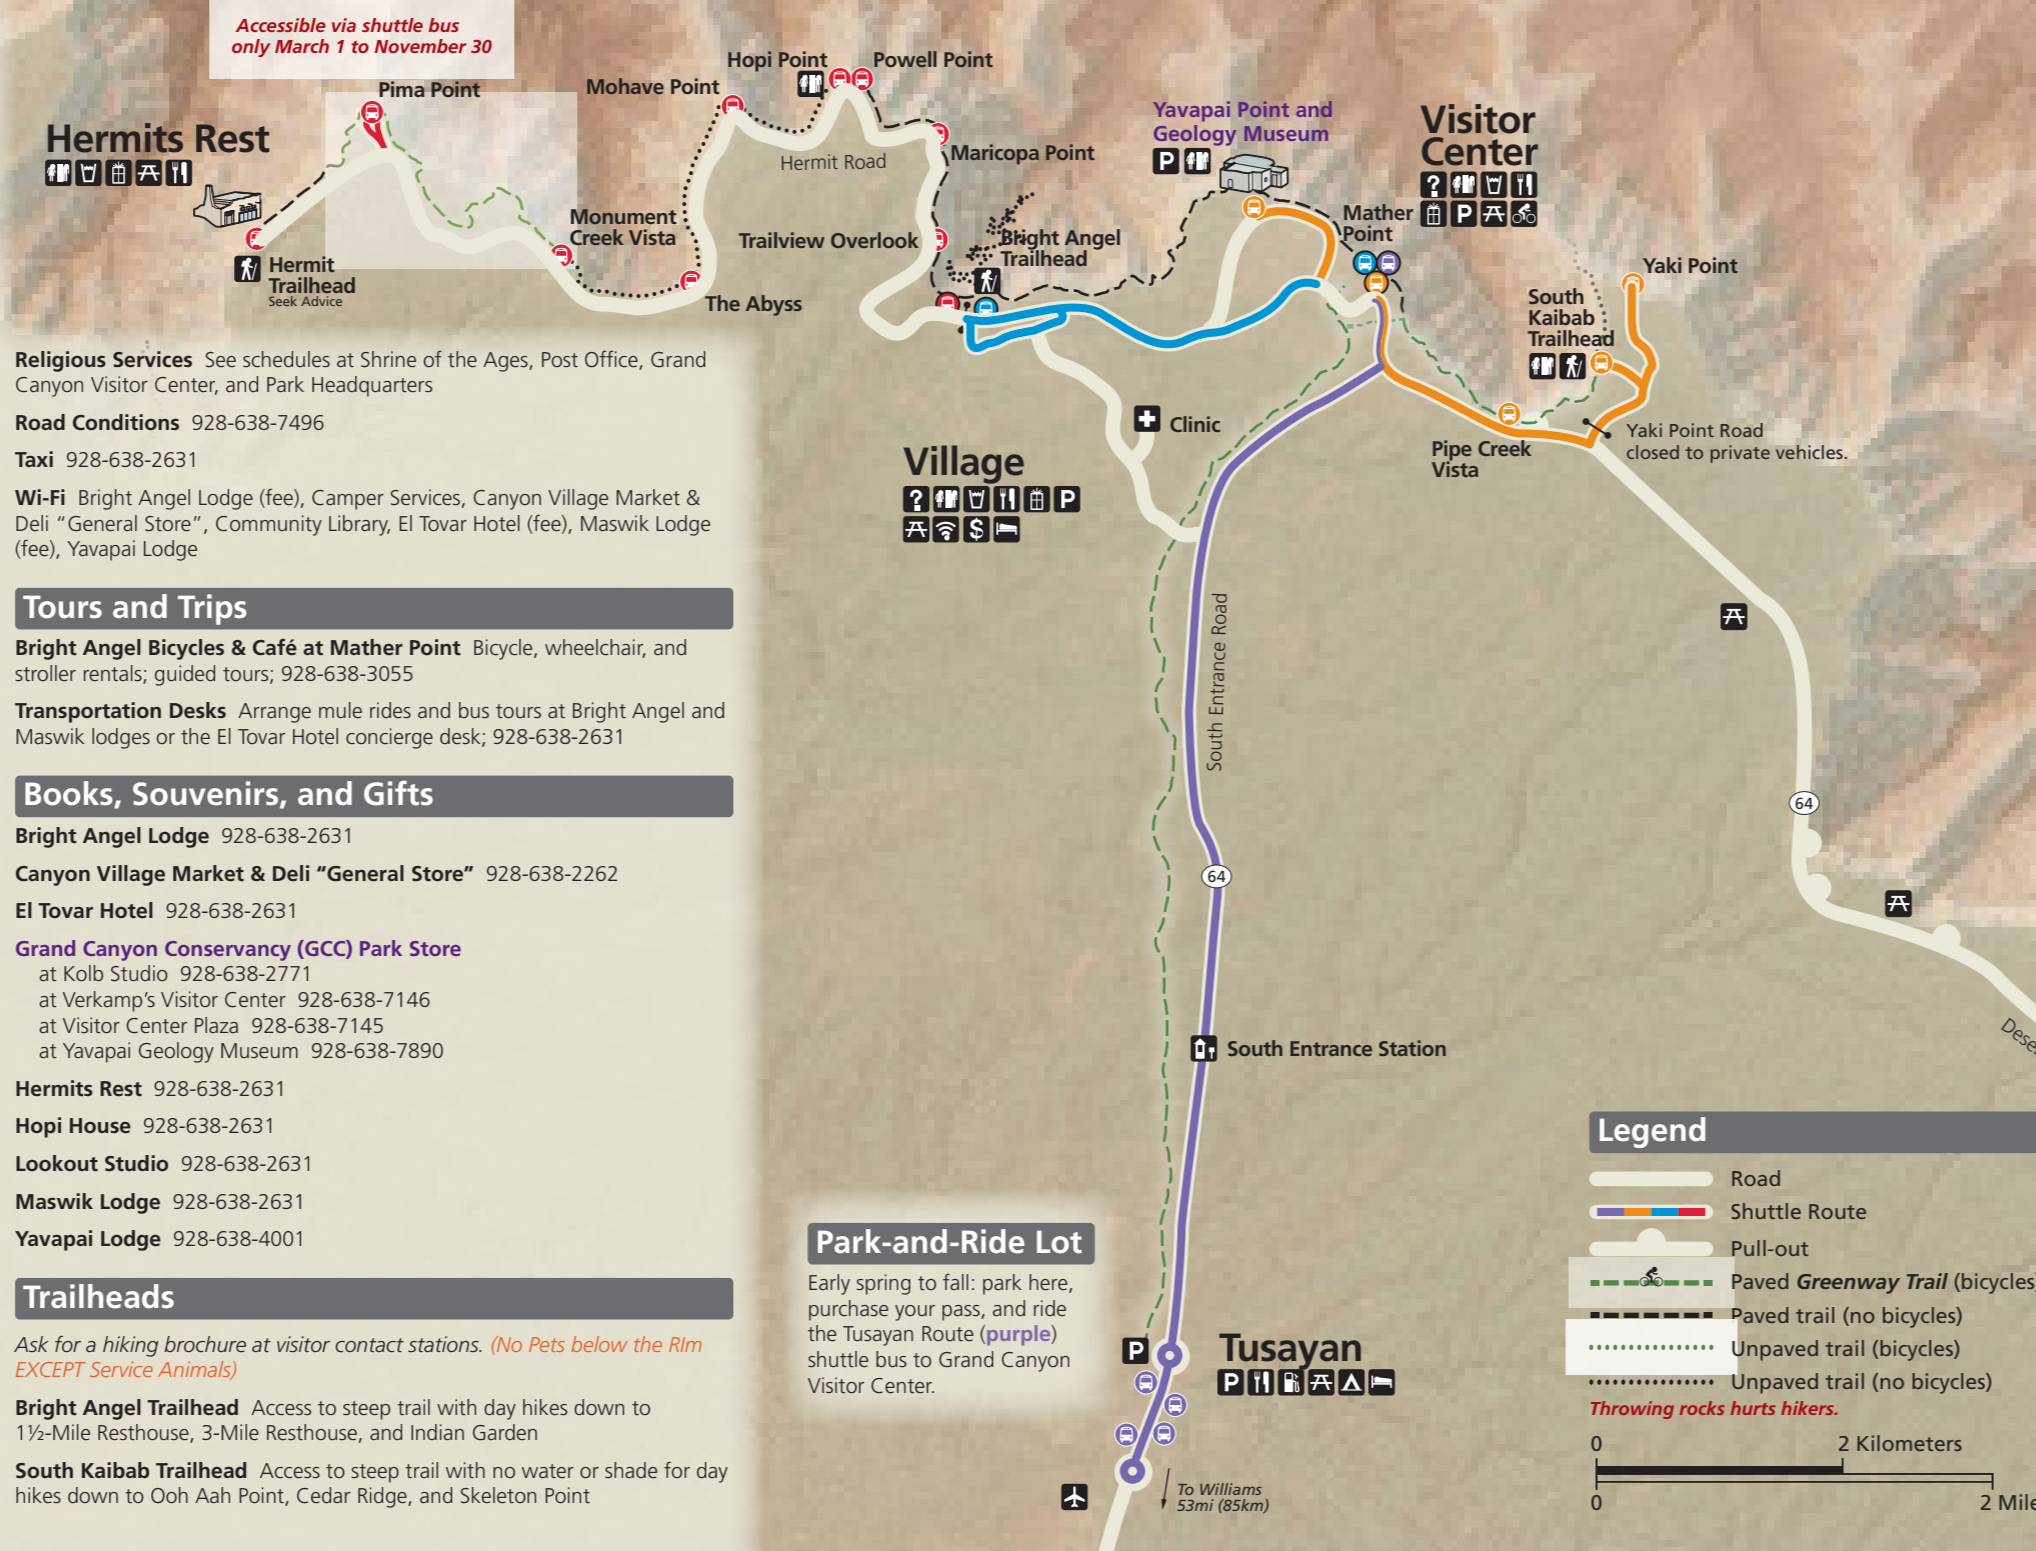 Accessible via shuttle bus
only March 1 to November 30
Pima Point
Hermits Rest
Hermit
Trailhead
Seek Advice
Monument
Creek Vista
The Abyss
Mohave Point
Hopi Point
Powell Point
Hermit Road
Maricopa Point
Trailview Overlook
Bright Angel
Trailhead
Yavapai Point and
Geology Museum
P
Visitor
Center
?
P
Mather
Point
Yaki Point
South
Kaibab
Trailhead
Pipe Creek
Vista
Yaki Point Road
closed to private vehicles.
Clinic
Village
? P
$
South Entrance Road
64
64
Dese
South Entrance Station
Religious Services See schedules at Shrine of the Ages, Post Office, Grand
Canyon Visitor Center, and Park Headquarters
Road Conditions 928-638-7496
Taxi 928-638-2631
Wi-Fi Bright Angel Lodge (fee), Camper Services, Canyon Village Market &
Deli “General Store”, Community Library, El Tovar Hotel (fee), Maswik Lodge
(fee), Yavapai Lodge
Tours and Trips
Bright Angel Bicycles & Café at Mather Point Bicycle, wheelchair, and
stroller rentals; guided tours; 928-638-3055
Transportation Desks Arrange mule rides and bus tours at Bright Angel and
Maswik lodges or the El Tovar Hotel concierge desk; 928-638-2631
Books, Souvenirs, and Gifts
Bright Angel Lodge 928-638-2631
Canyon Village Market & Deli “General Store” 928-638-2262
El Tovar Hotel 928-638-2631
Grand Canyon Conservancy (GCC) Park Store
at Kolb Studio 928-638-2771
at Verkamp’s Visitor Center 928-638-7146
at Visitor Center Plaza 928-638-7145
at Yavapai Geology Museum 928-638-7890
Hermits Rest 928-638-2631
Hopi House 928-638-2631
Lookout Studio 928-638-2631
Maswik Lodge 928-638-2631
Yavapai Lodge 928-638-4001
Trailheads
Ask for a hiking brochure at visitor contact stations. (No Pets below the RIm
EXCEPT Service Animals)
Bright Angel Trailhead Access to steep trail with day hikes down to
1½-Mile Resthouse, 3-Mile Resthouse, and Indian Garden
South Kaibab Trailhead Access to steep trail with no water or shade for day
hikes down to Ooh Aah Point, Cedar Ridge, and Skeleton Point
Park-and-Ride Lot
Early spring to fall: park here,
purchase your pass, and ride
the Tusayan Route (purple)
shuttle bus to Grand Canyon
Visitor Center.
P
Tusayan
P
To Williams
53mi (85km)
Legend
Road
Shuttle Route
Pull-out
Paved Greenway Trail (bicycles
Paved trail (no bicycles)
Unpaved trail (bicycles)
Unpaved trail (no bicycles)
Throwing rocks hurts hikers.
0 2 Kilometers
0 2 Mile